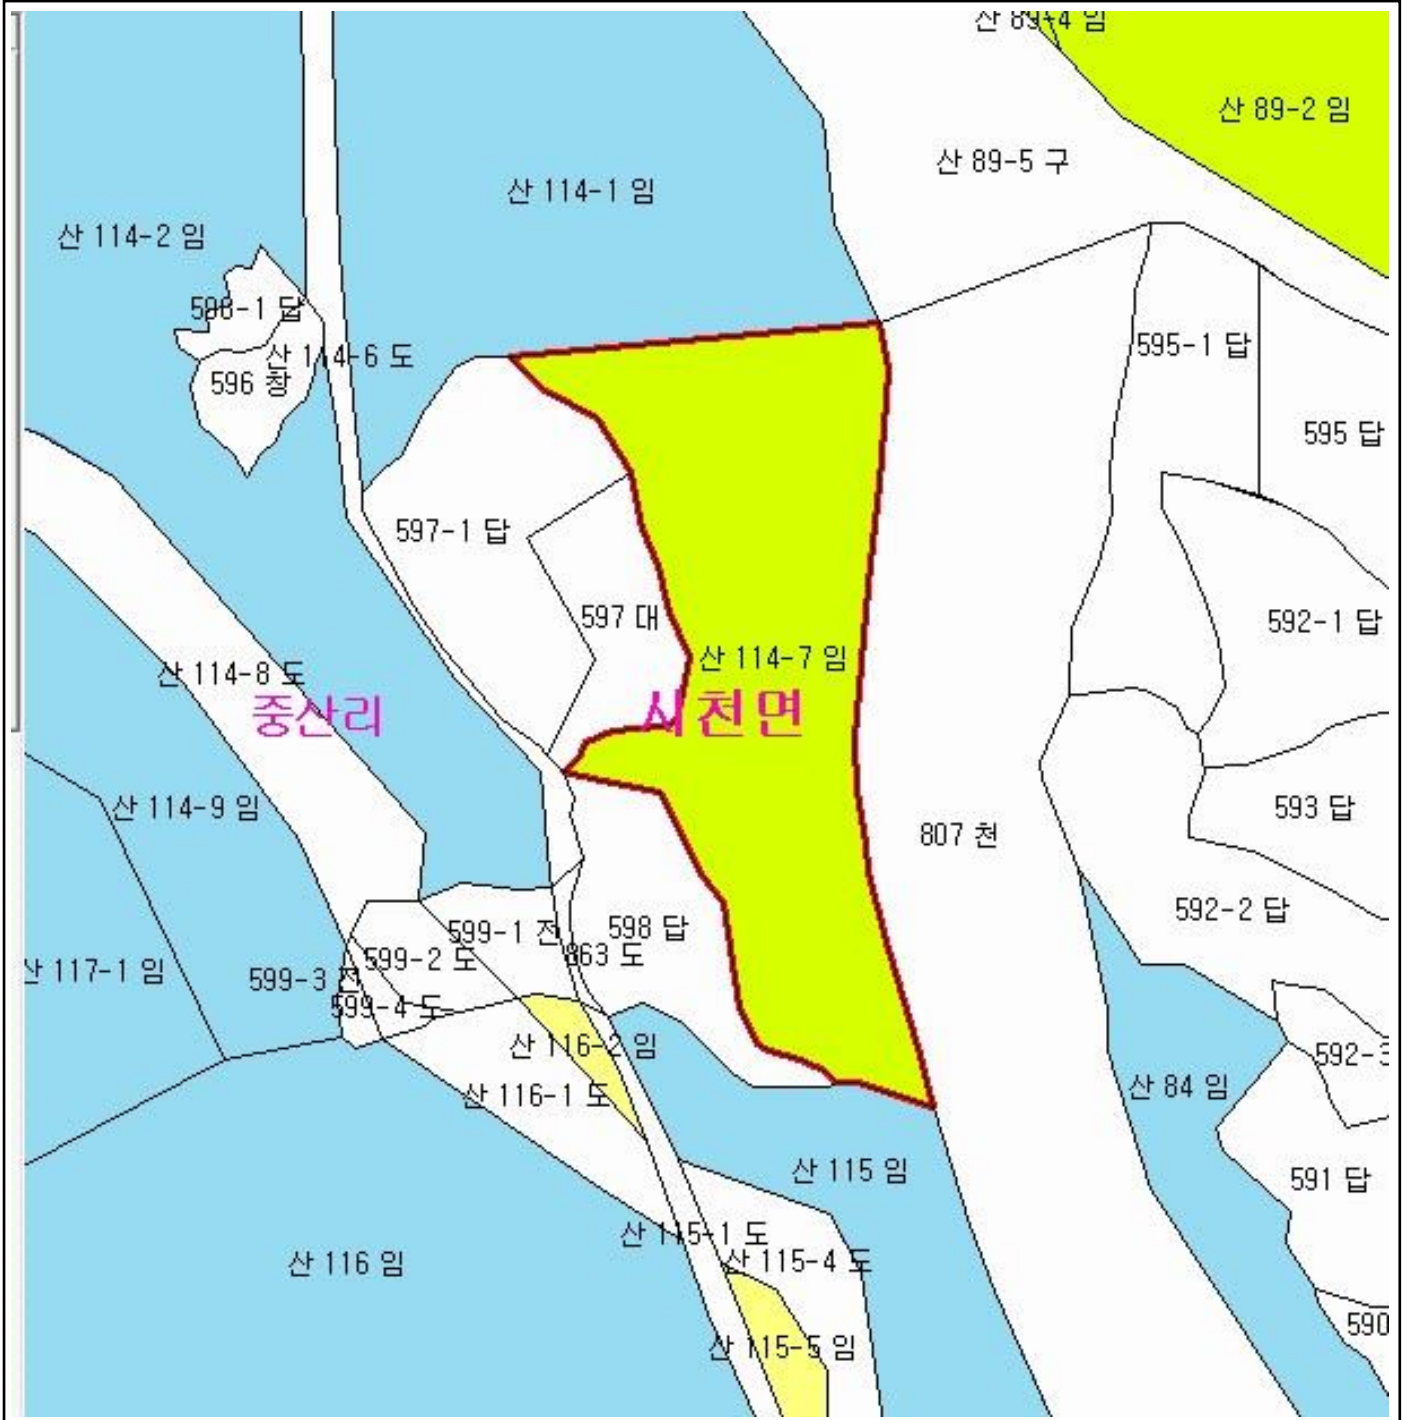 산 89-4 임
산 89-2 임
산 89-5 구
산 114-1 임
산 114-2 임
598-1 답
산 114-6 도
596 창
595-1 답
595 답
597-1 답
597 대
592-1 답
산 114-7 임
산 114-8 도
중산리
시천면
산 114-9 임
593 답
807 천
592-2 답
598 답
599-1 전
863 도
599-2 도
산 117-1 임
599-3 전
599-4 도
산 116-2 임
592-3
산 84 임
산 116-1 도
산 115 임
591 답
산 115-1 도
산 115-4 도
산 116 임
590
산 115-5 임